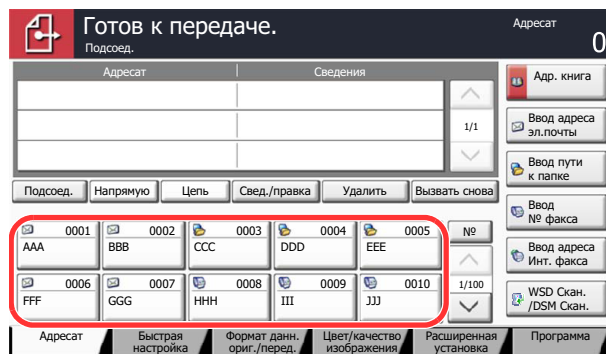 Готов к передаче.
Подсоед.
Адресат
0
Адресат Сведения
1/1
Подсоед. Напрямую Цепь Свед./правка Удалить Вызвать снова
0001 0002 0003 0004 0005
AAA BBB CCC DDD EEE
0006 0007 0008 0009 0010
FFF GGG HHH III JJJ
№
1/100
Адр. книга
Ввод адреса
эл.почты
Ввод пути
к папке
Ввод
№ факса
Ввод адреса
Инт. факса
WSD Скан.
/DSM Скан.
Адресат
Быстрая
настройка
Формат данн.
ориг./перед.
Цвет/качество
изображения
Расширенная
установка
Программа